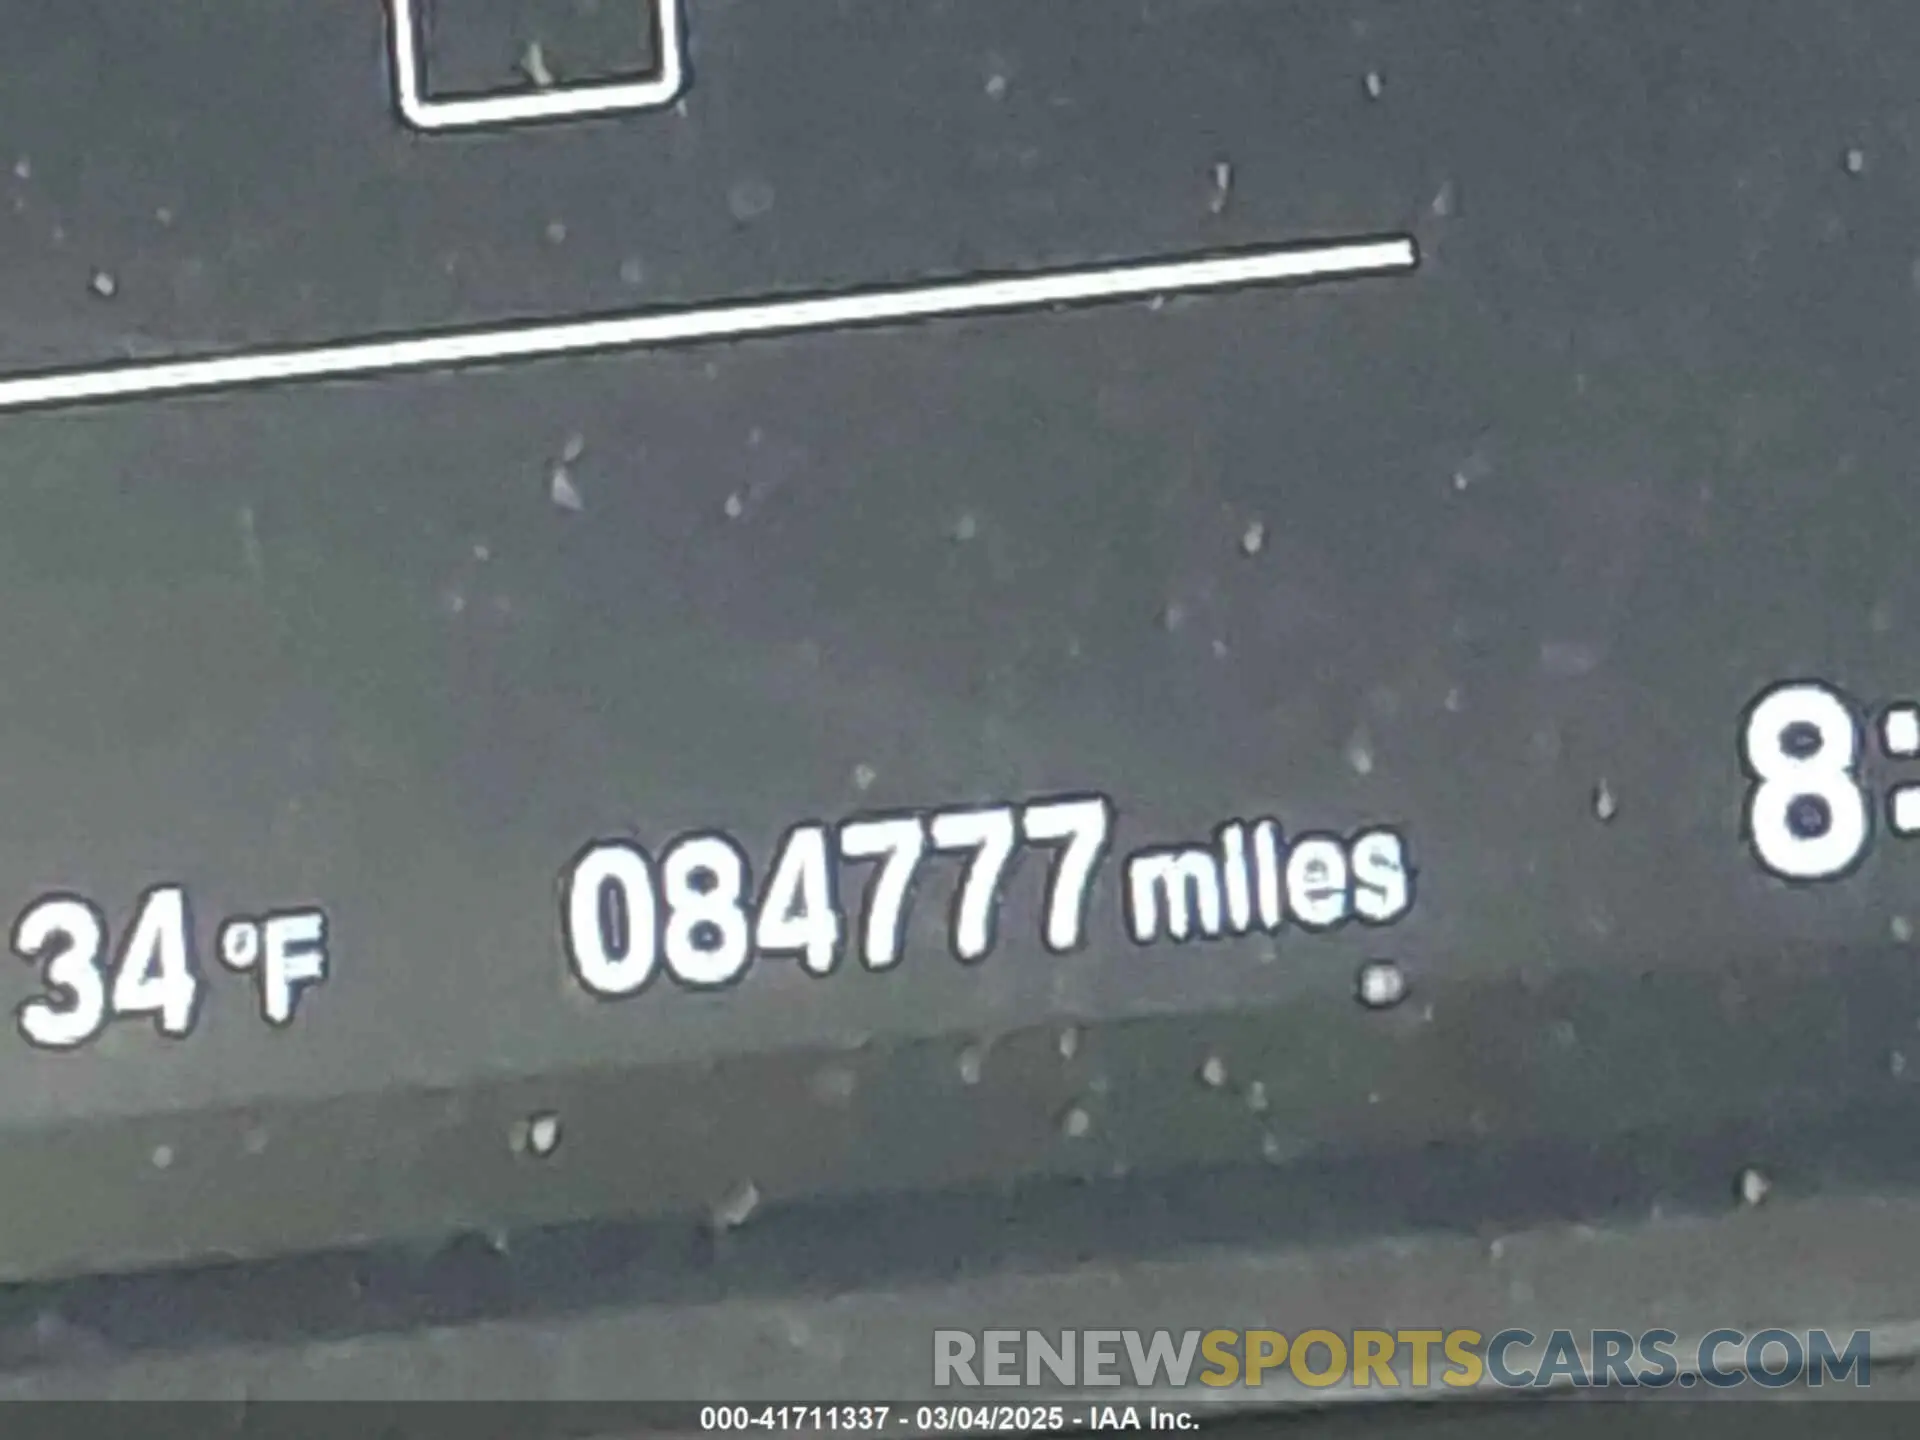 34 °F 084777 miles 8:
RENEWSPORTSCARS.COM
000-41711337 - 03/04/2025 - IAA Inc.